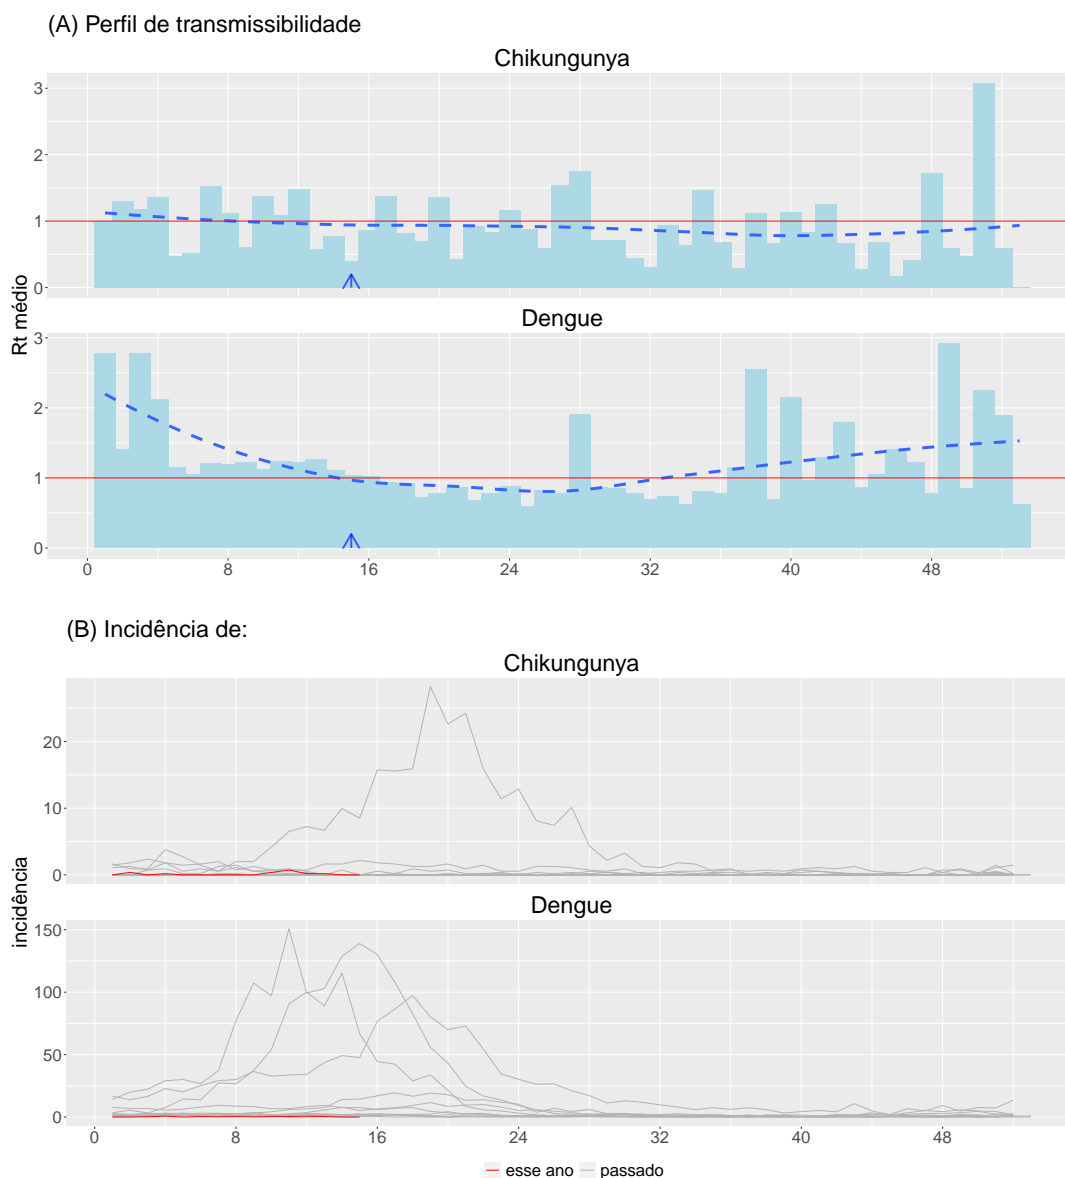 (A) Perfil de transmissibilidade
Chikungunya
3
2
1
0
Rt médio
Dengue
3
2
1
0
0 8 16 24 32 40 48
(B) Incidência de:
Chikungunya
20
10
0
incidência
Dengue
150
100
50
0
0 8 16 24 32 40 48
esse ano passado